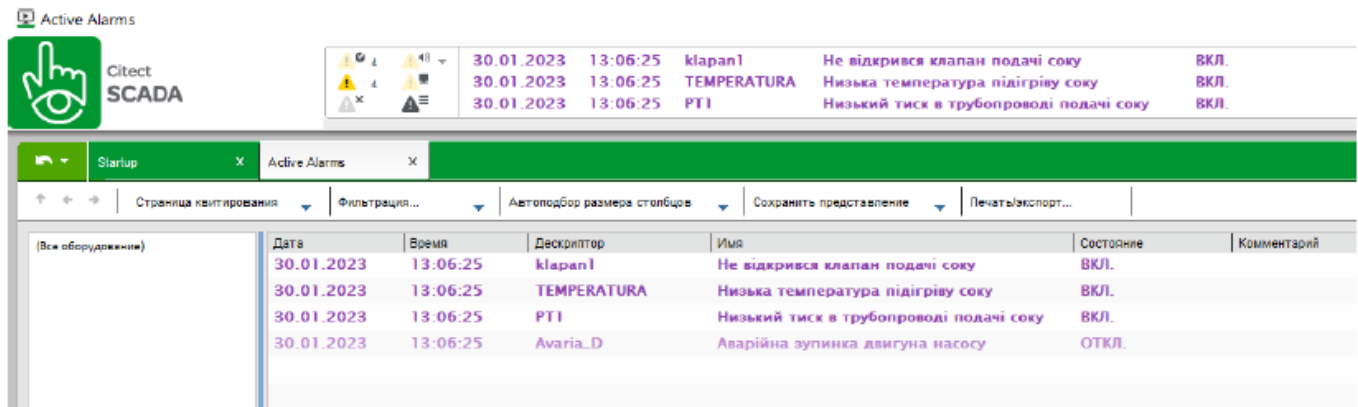 Active Alarms
Citect
SCADA
30.01.2023 13:06:25 klapan1 Не відкрився клапан подачі соку ВКЛ.
30.01.2023 13:06:25 TEMPERATURA Низька температура підігріву соку ВКЛ.
30.01.2023 13:06:25 PT1 Низький тиск в трубопроводі подачі соку ВКЛ.
Startup X Active Alarms X
Страница квитирования Фильтрация... Автоподбор размера столбцов Сохранить представление Печать/экспорт...
(Все оборудование) Дата Время Дескриптор Имя Состояние Комментарий
30.01.2023 13:06:25 klapan1 Не відкрився клапан подачі соку ВКЛ.
30.01.2023 13:06:25 TEMPERATURA Низька температура підігріву соку ВКЛ.
30.01.2023 13:06:25 PT1 Низький тиск в трубопроводі подачі соку ВКЛ.
30.01.2023 13:06:25 Avaria_D Аварійна зупинка двигуна насосу ОТКЛ.